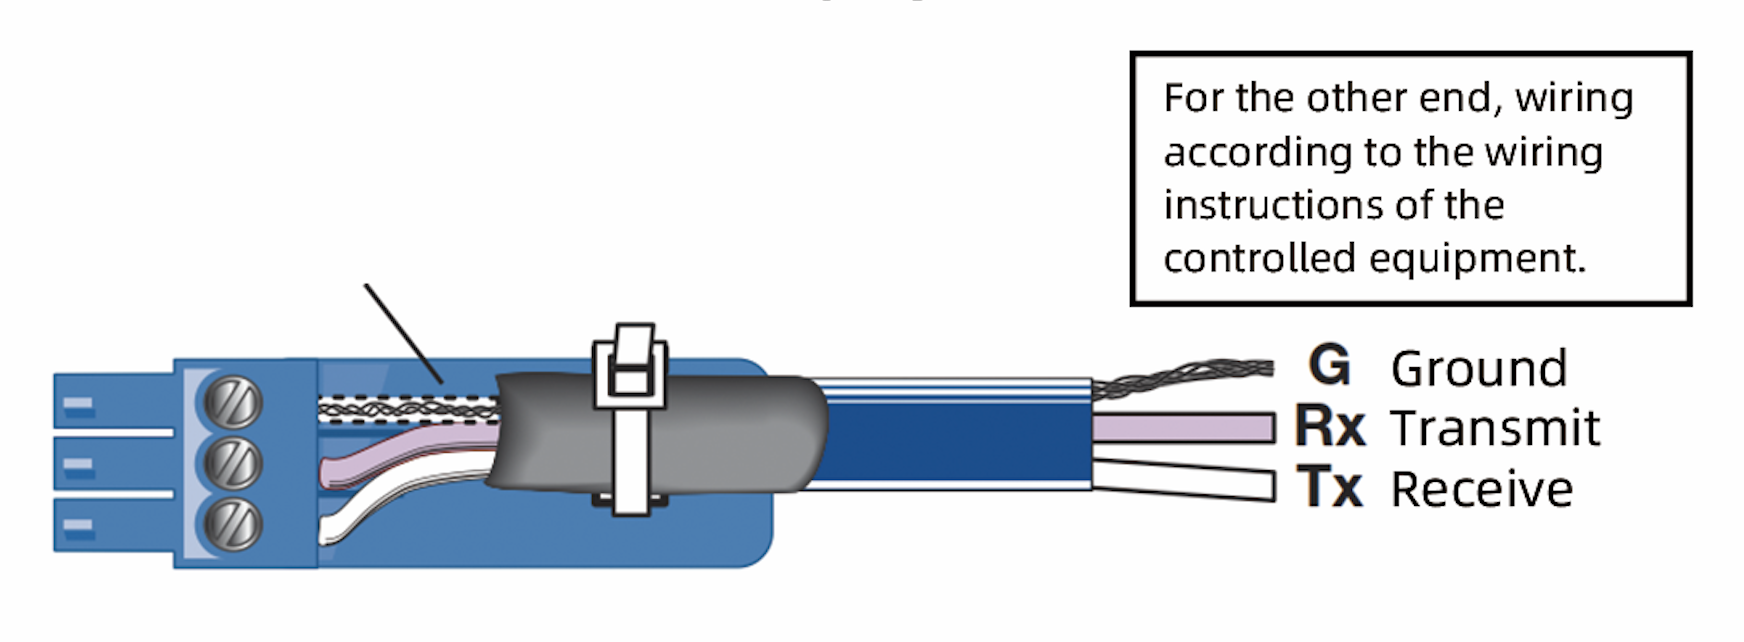 For the other end, wiring
according to the wiring
instructions of the
controlled equipment.
G Ground
Rx Transmit
Tx Receive